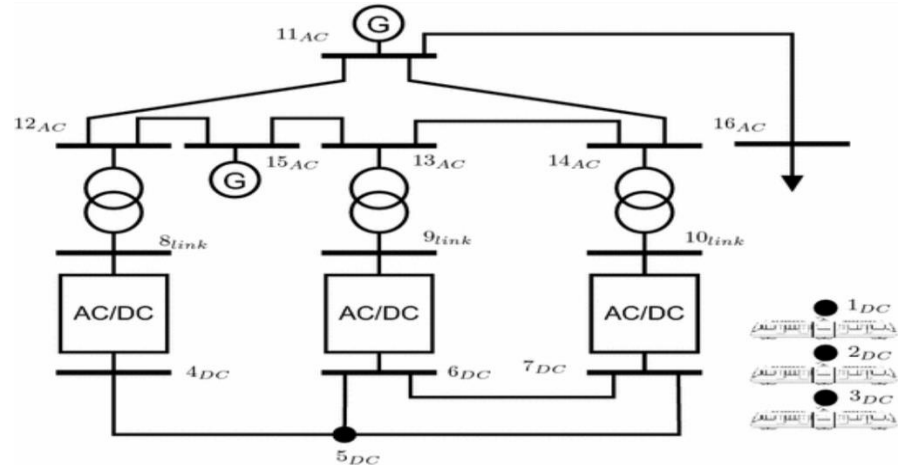 G
11AC
12AC
16AC
15AC
13AC
14AC
G
8link
9link
10link
AC/DC
AC/DC
AC/DC
1DC
2DC
4DC
6DC
7DC
3DC
5DC